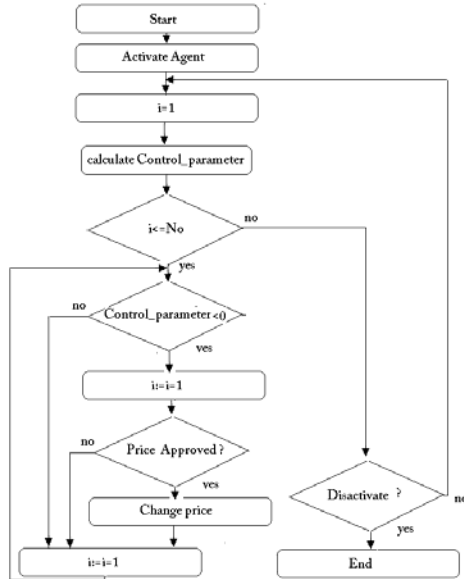 Start
Activate Agent
i=1
calculate Control_parameter
i<=No
no
yes
no
Control_parameter<0
yes
i:=i=1
no
Price Approved ?
yes
Change price
Disactivate ?
no
yes
i:=i=1
End